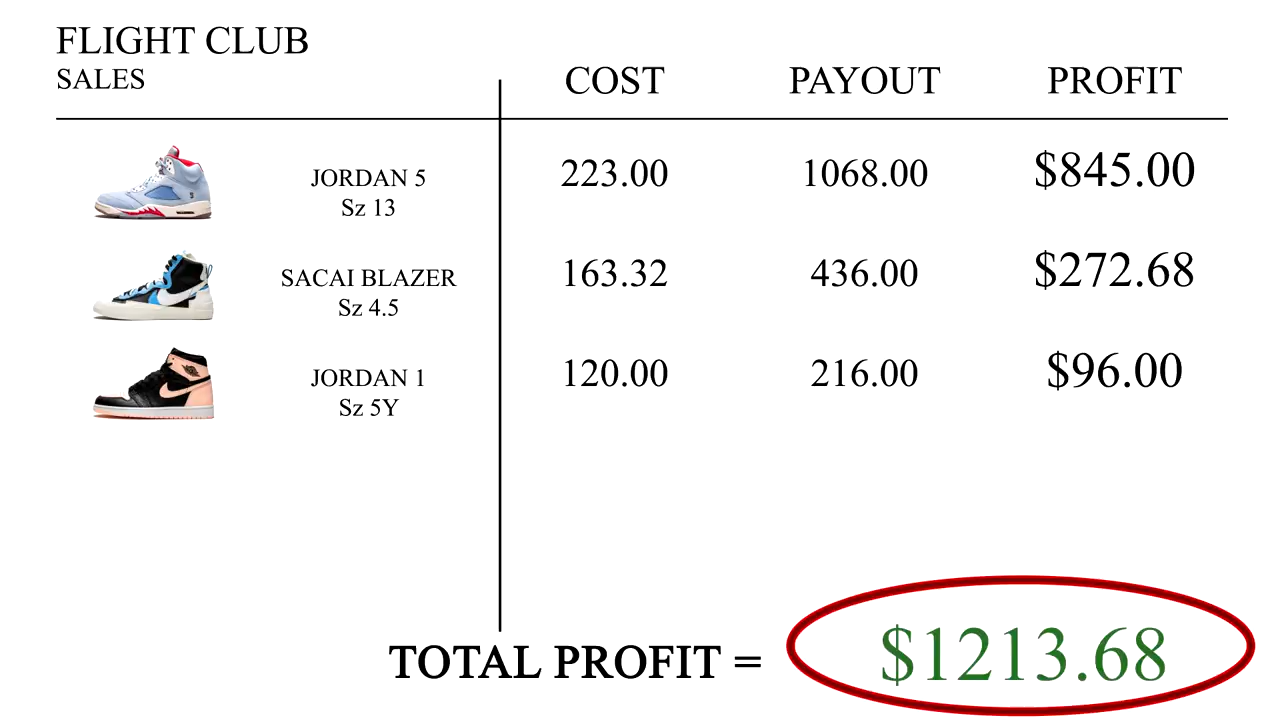 FLIGHT CLUB
SALES
COST PAYOUT PROFIT
JORDAN 5
Sz 13
223.00 1068.00 $845.00
SACAI BLAZER
Sz 4.5
163.32 436.00 $272.68
JORDAN 1
Sz 5Y
120.00 216.00 $96.00
TOTAL PROFIT = $1213.68